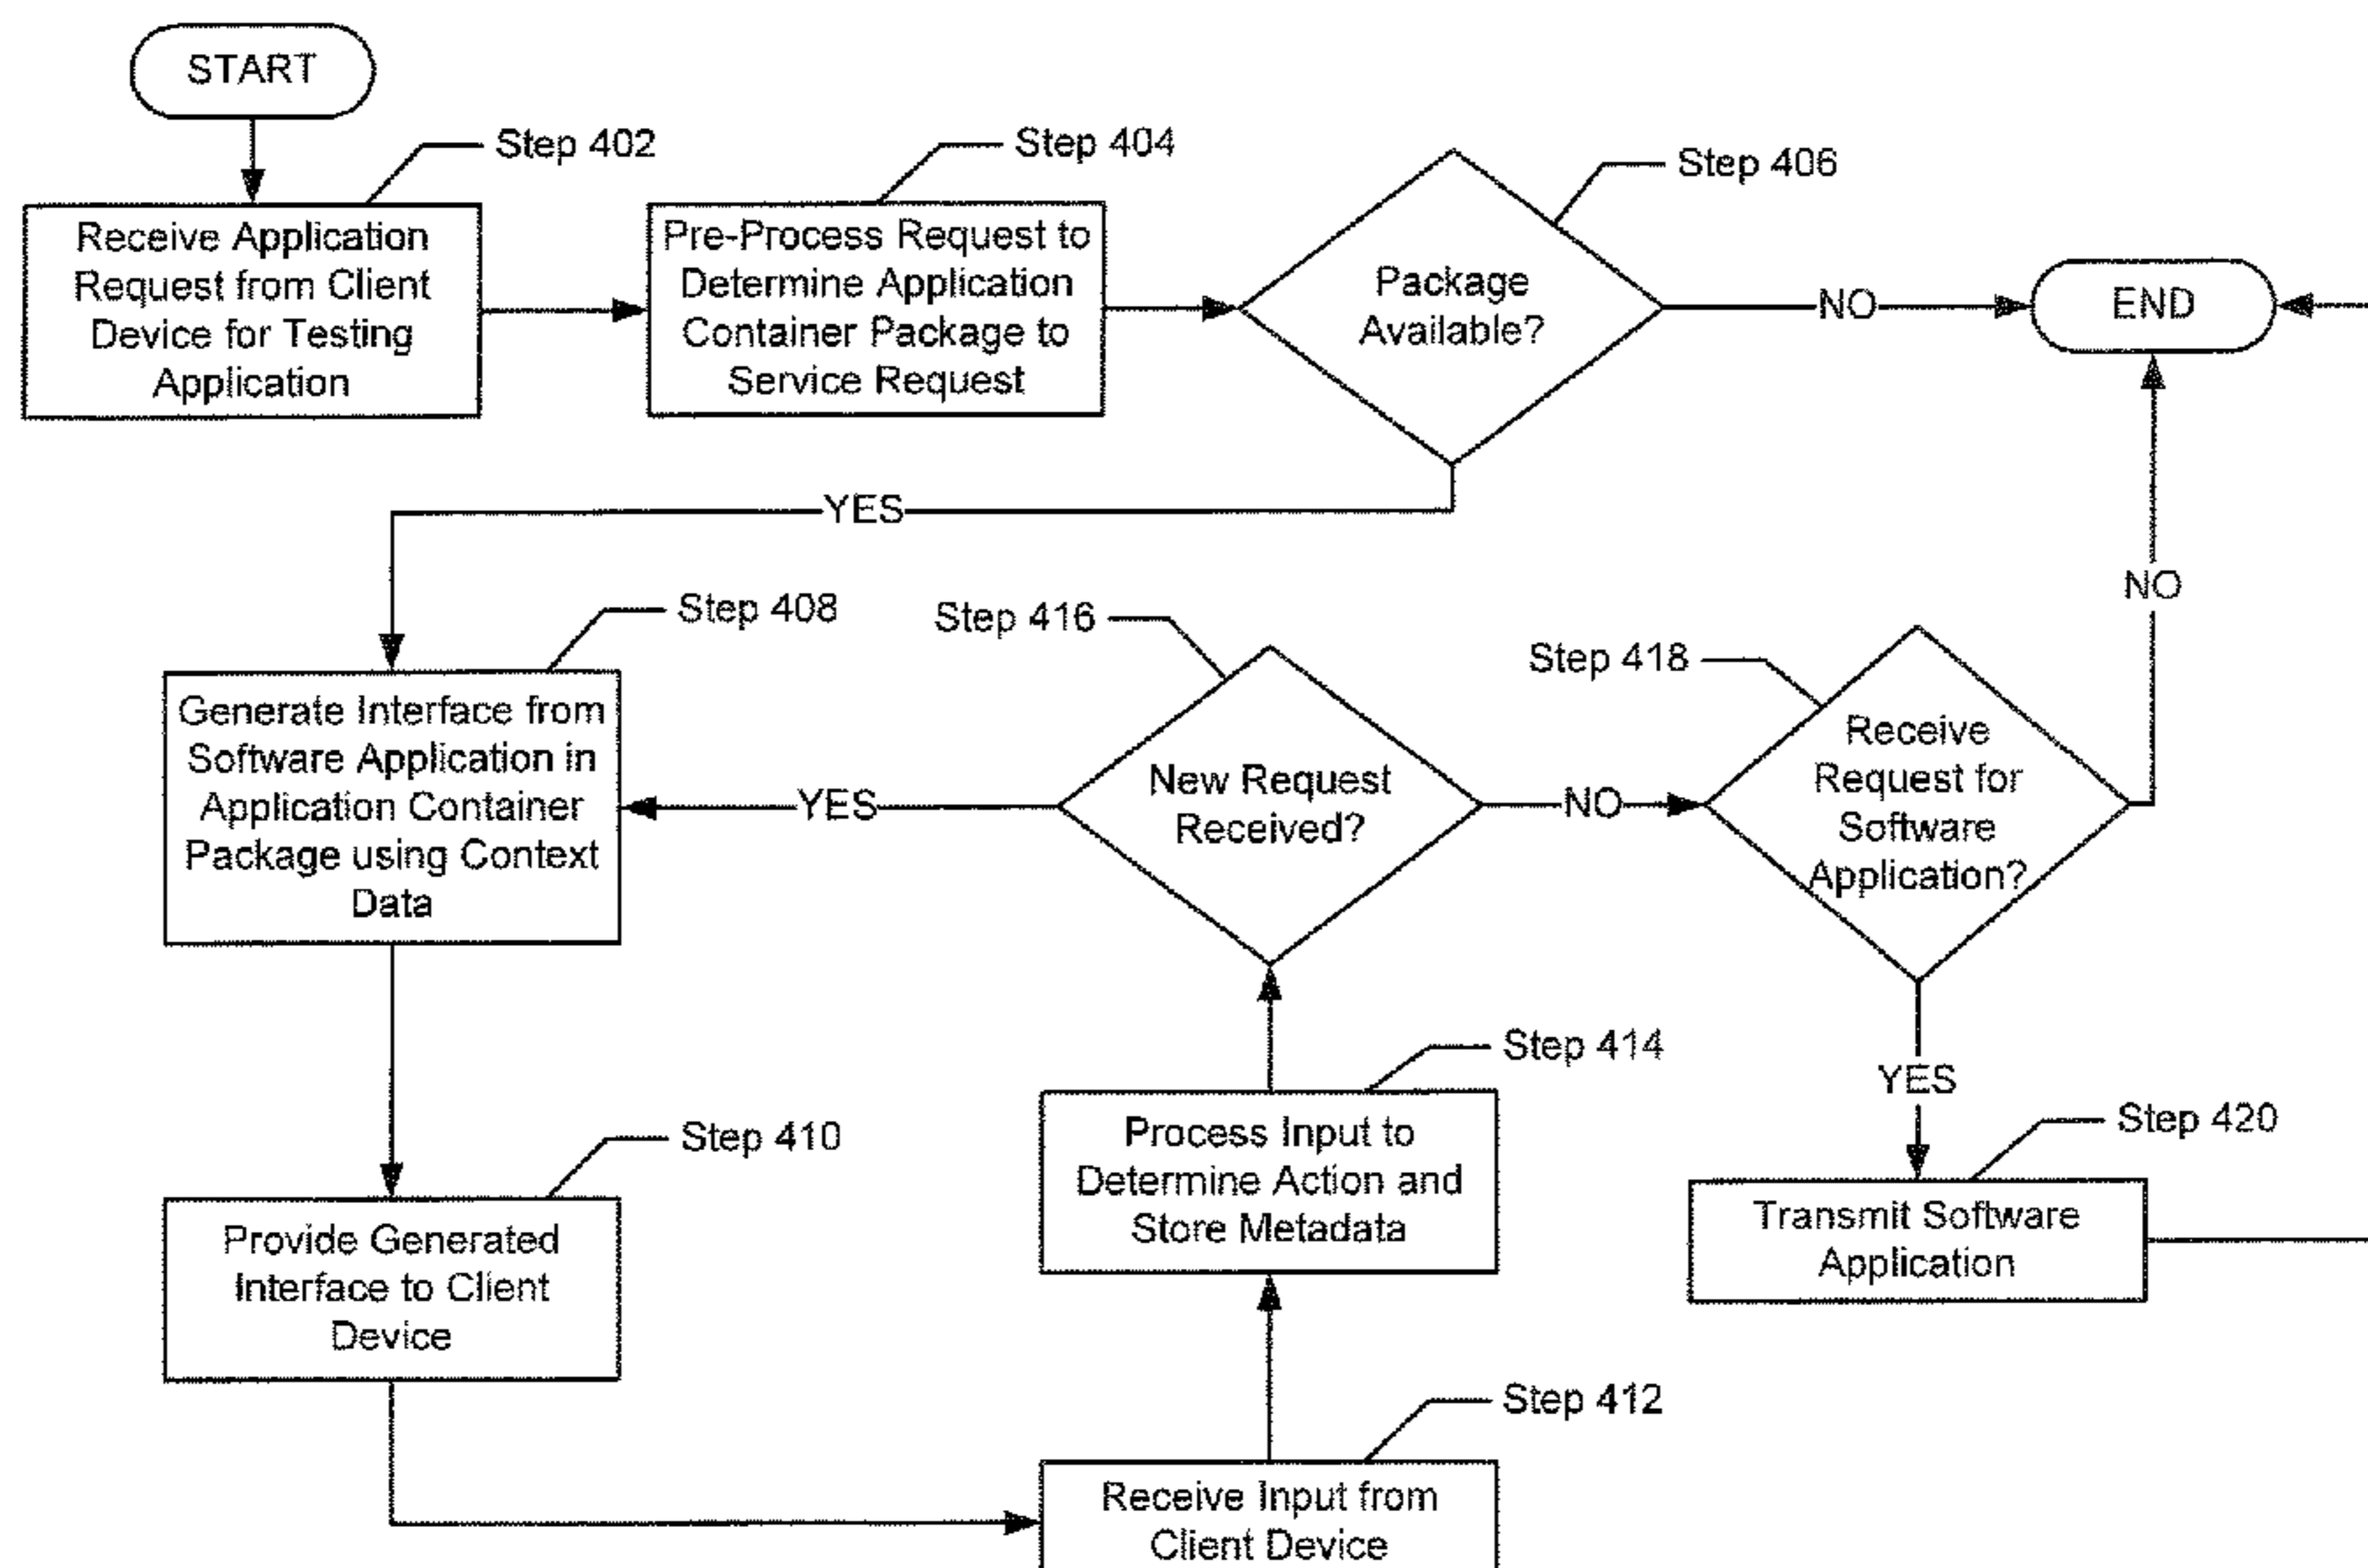 START
Step 402
Receive Application
Request from Client
Device for Testing
Application
Step 404
Pre-Process Request to
Determine Application
Container Package to
Service Request
Step 406
Package
Available?
NO
END
YES
NO
Step 408
Generate Interface from
Software Application in
Application Container
Package using Context
Data
Step 416
New Request
Received?
YES
NO
Step 418
Receive
Request for
Software
Application?
YES
Step 410
Provide Generated
Interface to Client
Device
Step 414
Process Input to
Determine Action and
Store Metadata
Step 420
Transmit Software
Application
Step 412
Receive Input from
Client Device